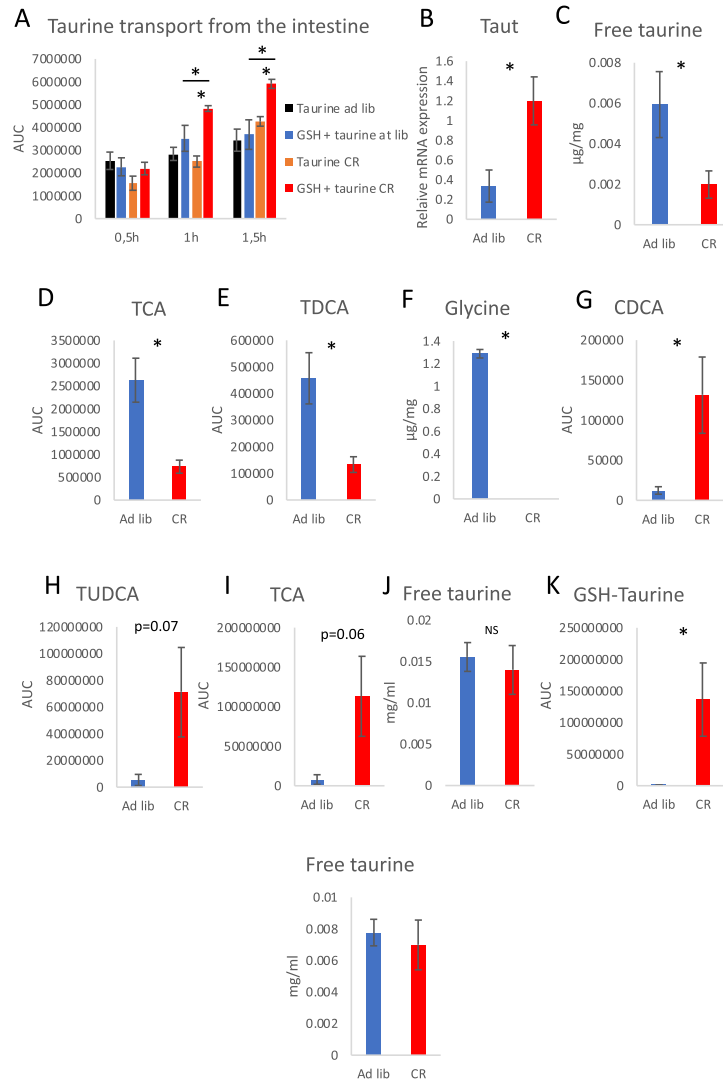 A Taurine transport from the intestine
AUC
7000000
6000000
5000000
4000000
3000000
2000000
1000000
0
0,5h 1h 1,5h
* * * *
Taurine ad lib
GSH + taurine at lib
Taurine CR
GSH + taurine CR
B Taut
Relaive mRNA expression
1.6
1.4
1.2
1
0.8
0.6
0.4
0.2
0
*
Ad lib CR
C Free taurine
µg/mg
0.008
0.006
0.004
0.002
0
*
Ad lib CR
D TCA
AUC
3500000
3000000
2500000
2000000
1500000
1000000
500000
0
*
Ad lib CR
E TDCA
AUC
600000
500000
400000
300000
200000
100000
0
*
Ad lib CR
F Glycine
µg/mg
1.4
1.2
1
0.8
0.6
0.4
0.2
0
*
Ad lib CR
G CDCA
AUC
200000
150000
100000
50000
0
*
Ad lib CR
H TUDCA
AUC
120000000
100000000
80000000
60000000
40000000
20000000
0
p=0.07
Ad lib CR
I TCA
AUC
200000000
150000000
100000000
50000000
0
p=0.06
Ad lib CR
J Free taurine
mg/ml
0.02
0.015
0.01
0.005
0
NS
Ad lib CR
K GSH-Taurine
AUC
250000000
200000000
150000000
100000000
50000000
0
*
Ad lib CR
Free taurine
mg/ml
0.01
0.008
0.006
0.004
0.002
0
Ad lib CR